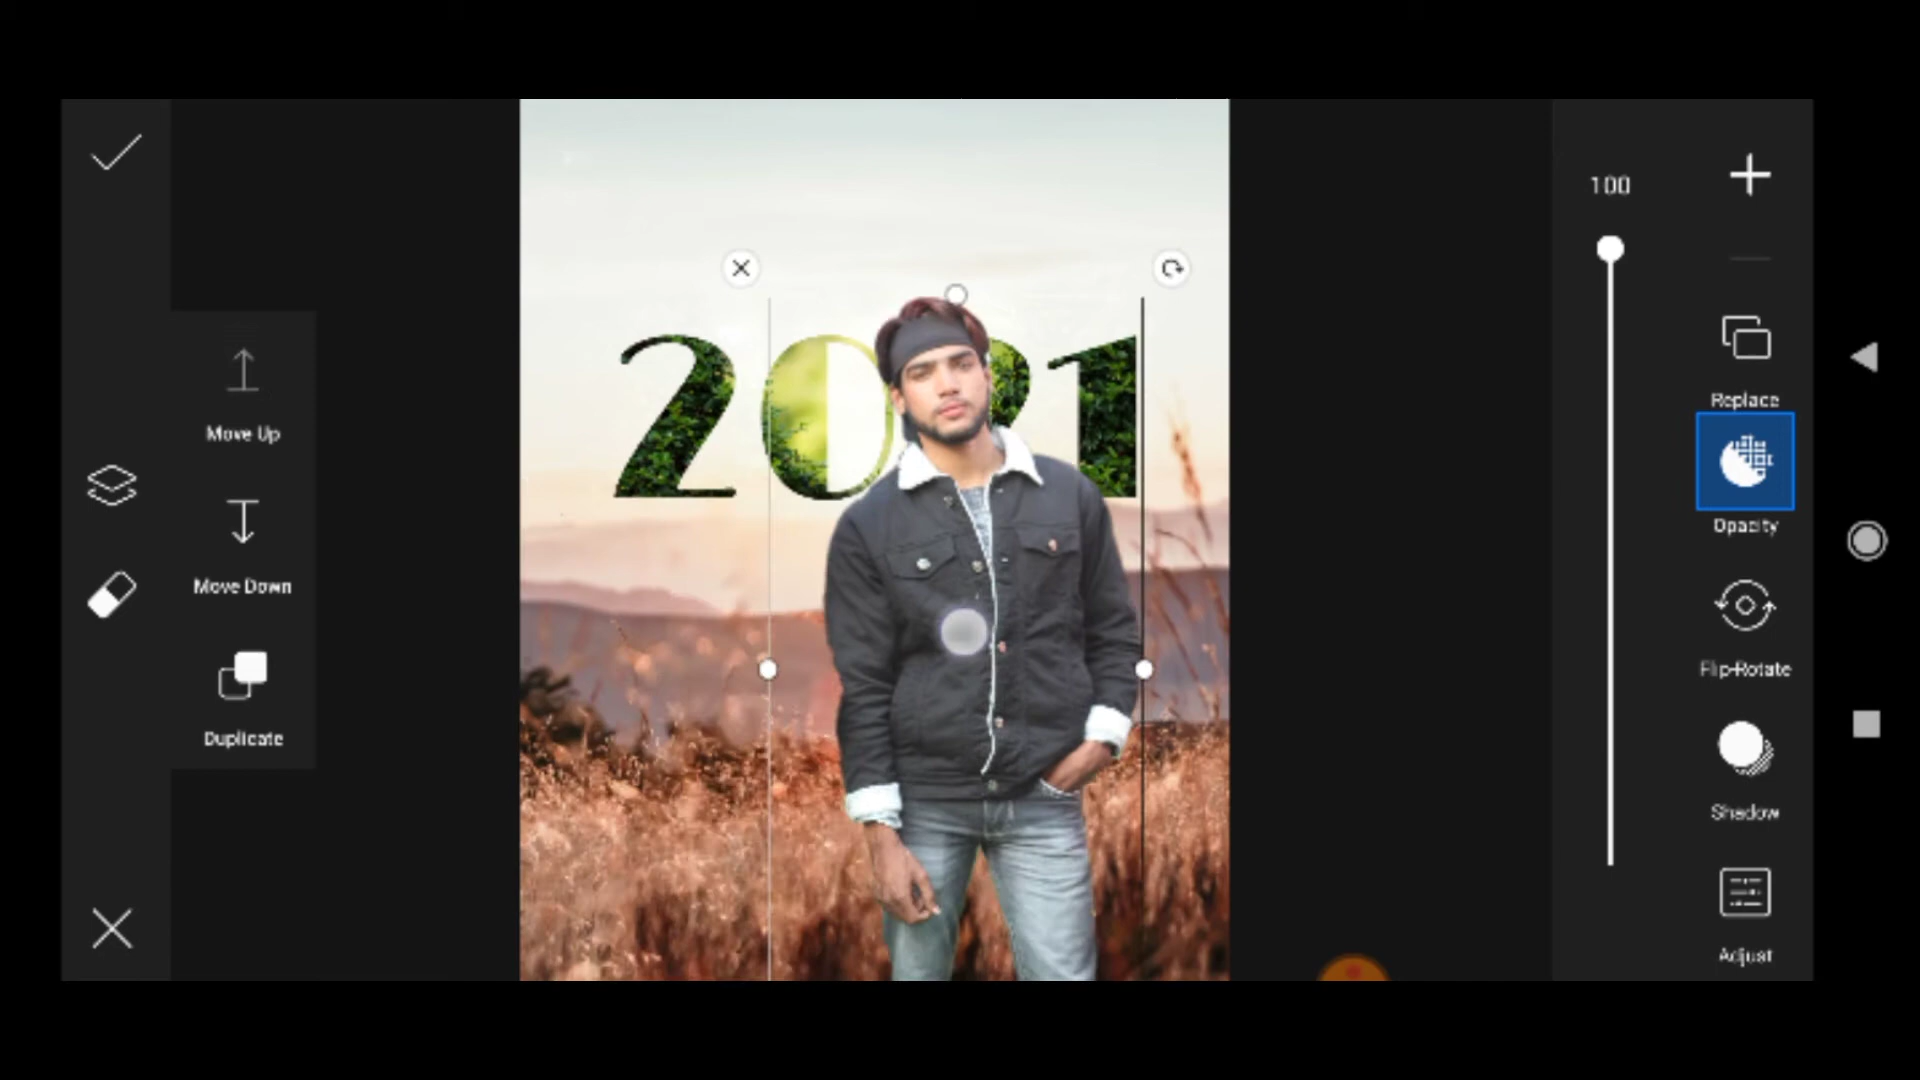 100
2021
Replace
Move Up
Opacity
Move Down
Flip-Rotate
Duplicate
Shadow
Adjust